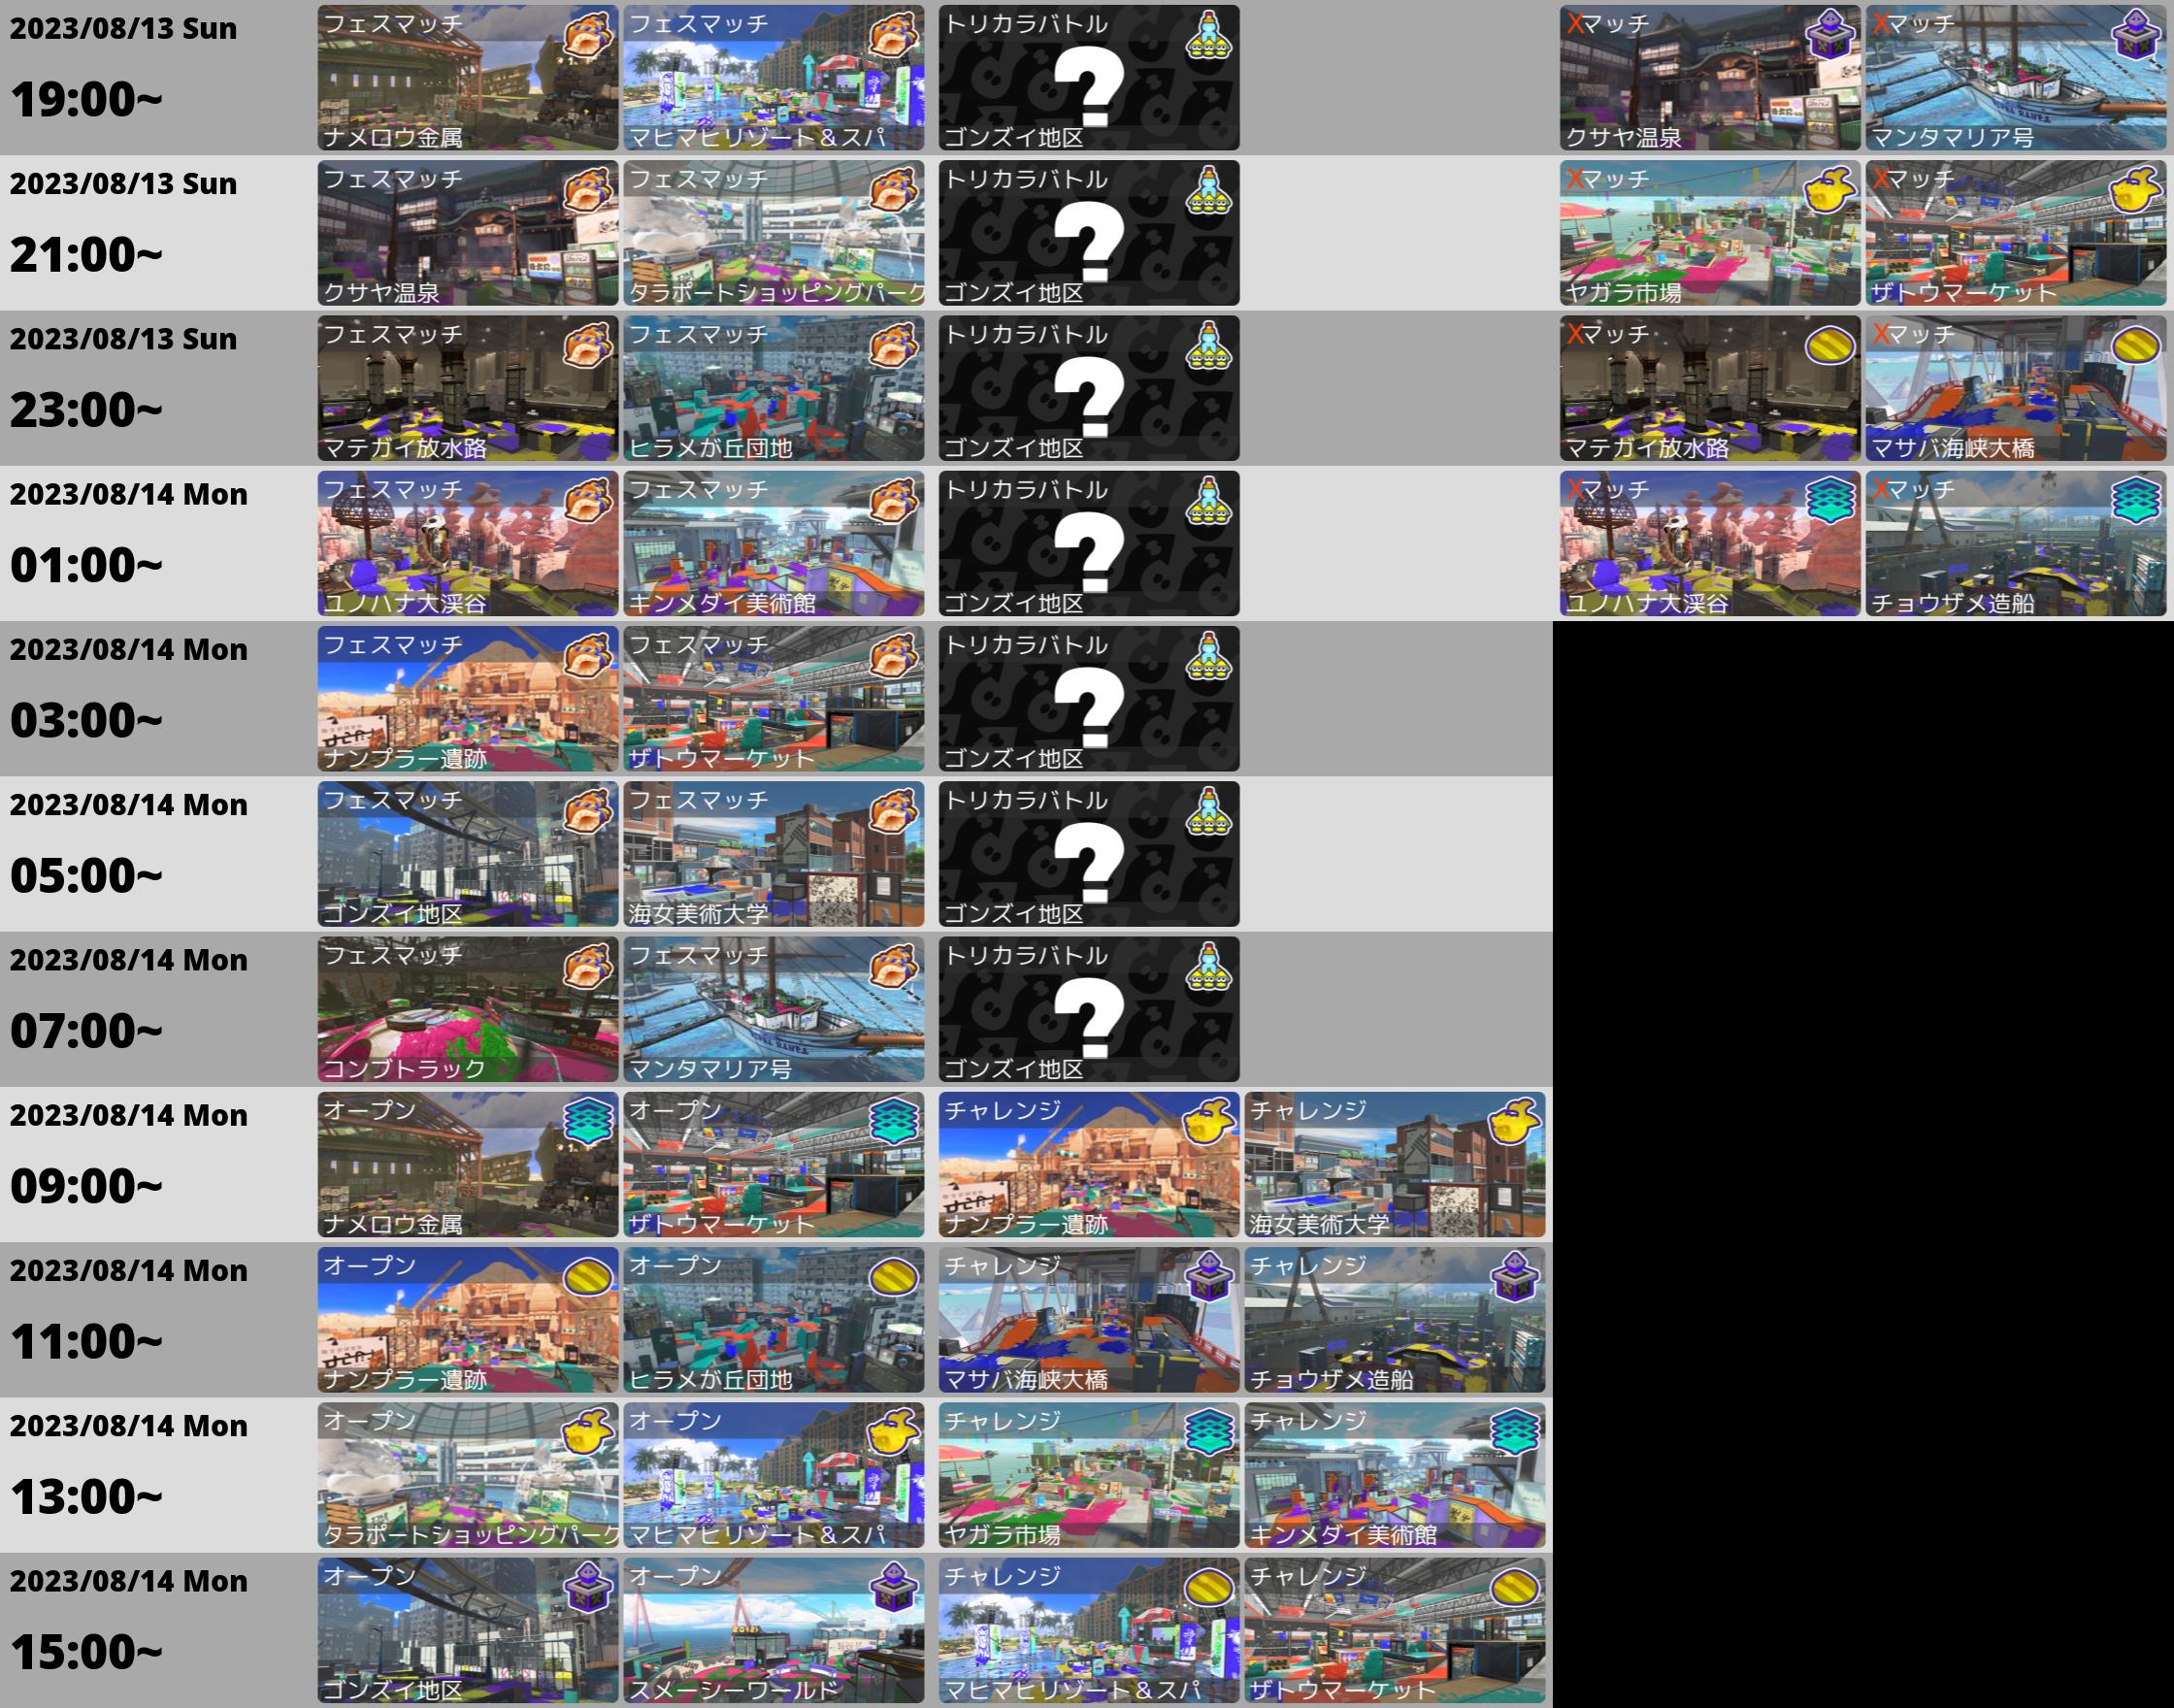 2023/08/13 Sun
19:00~
フェスマッチ
ナメロウ金属
フェスマッチ
マヒマヒリゾート＆スパ
トリカラバトル
?
ゴンズイ地区
Xマッチ
クサヤ温泉
Xマッチ
マンタマリア号
2023/08/13 Sun
21:00~
フェスマッチ
クサヤ温泉
フェスマッチ
タラポートショッピングパーク
トリカラバトル
?
ゴンズイ地区
Xマッチ
ヤガラ市場
Xマッチ
ザトウマーケット
2023/08/13 Sun
23:00~
フェスマッチ
マテガイ放水路
フェスマッチ
ヒラメが丘団地
トリカラバトル
?
ゴンズイ地区
Xマッチ
マテガイ放水路
Xマッチ
マサバ海峡大橋
2023/08/14 Mon
01:00~
フェスマッチ
ユノハナ大渓谷
フェスマッチ
キンメダイ美術館
トリカラバトル
?
ゴンズイ地区
Xマッチ
ユノハナ大渓谷
Xマッチ
チョウザメ造船
2023/08/14 Mon
03:00~
フェスマッチ
ナンプラー遺跡
フェスマッチ
ザトウマーケット
トリカラバトル
?
ゴンズイ地区
2023/08/14 Mon
05:00~
フェスマッチ
ゴンズイ地区
フェスマッチ
海女美術大学
トリカラバトル
?
ゴンズイ地区
2023/08/14 Mon
07:00~
フェスマッチ
コンブトラック
フェスマッチ
マンタマリア号
トリカラバトル
?
ゴンズイ地区
2023/08/14 Mon
09:00~
オープン
ナメロウ金属
オープン
ザトウマーケット
チャレンジ
ナンプラー遺跡
チャレンジ
海女美術大学
2023/08/14 Mon
11:00~
オープン
ナンプラー遺跡
オープン
ヒラメが丘団地
チャレンジ
マサバ海峡大橋
チャレンジ
チョウザメ造船
2023/08/14 Mon
13:00~
オープン
タラポートショッピングパーク
オープン
マヒマヒリゾート＆スパ
チャレンジ
ヤガラ市場
チャレンジ
キンメダイ美術館
2023/08/14 Mon
15:00~
オープン
ゴンズイ地区
オープン
スメーシーワールド
チャレンジ
マヒマヒリゾート＆スパ
チャレンジ
ザトウマーケット